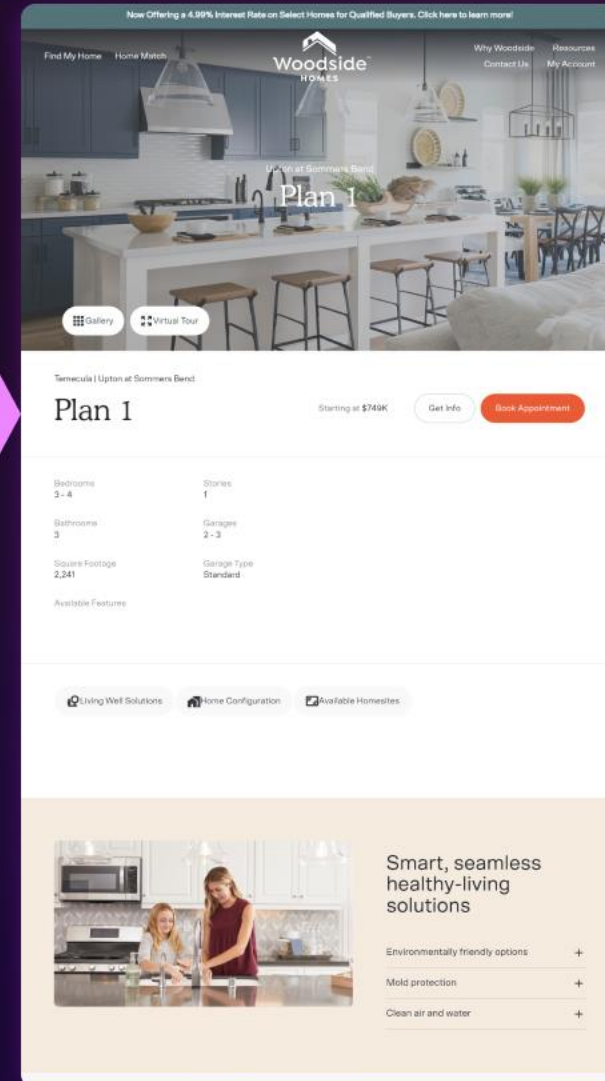 Now Offering a 4.99% Interest Rate on Select Homes for Qualified Buyers. Click here to learn more!
Find My Home Home Match
Woodside
HOMES
Why Woodside Resources
Contact Us My Account
Upton at Sommers Bend
Plan 1
Gallery
Virtual Tour
Temecula | Upton at Sommers Bend
Plan 1
Starting at $749K
Get Info
Book Appointment
Bedrooms
3 - 4
Stories
1
Bathrooms
3
Garages
2 - 3
Square Footage
2,241
Garage Type
Standard
Available Features
Living Well Solutions
Home Configuration
Available Homesites
Smart, seamless
healthy-living
solutions
Environmentally friendly options +
Mold protection +
Clean air and water +